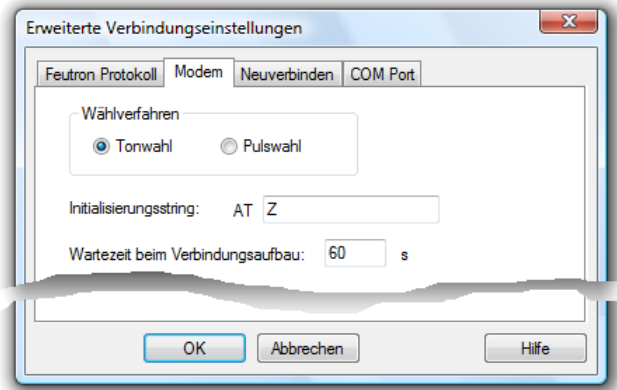 Erweiterte Verbindungseinstellungen
Feutron Protokoll Modem Neuverbinden COM Port
Wählverfahren
Tonwahl Pulswahl
Initialisierungsstring: AT Z
Wartezeit beim Verbindungsaufbau: 60 s
OK Abbrechen Hilfe